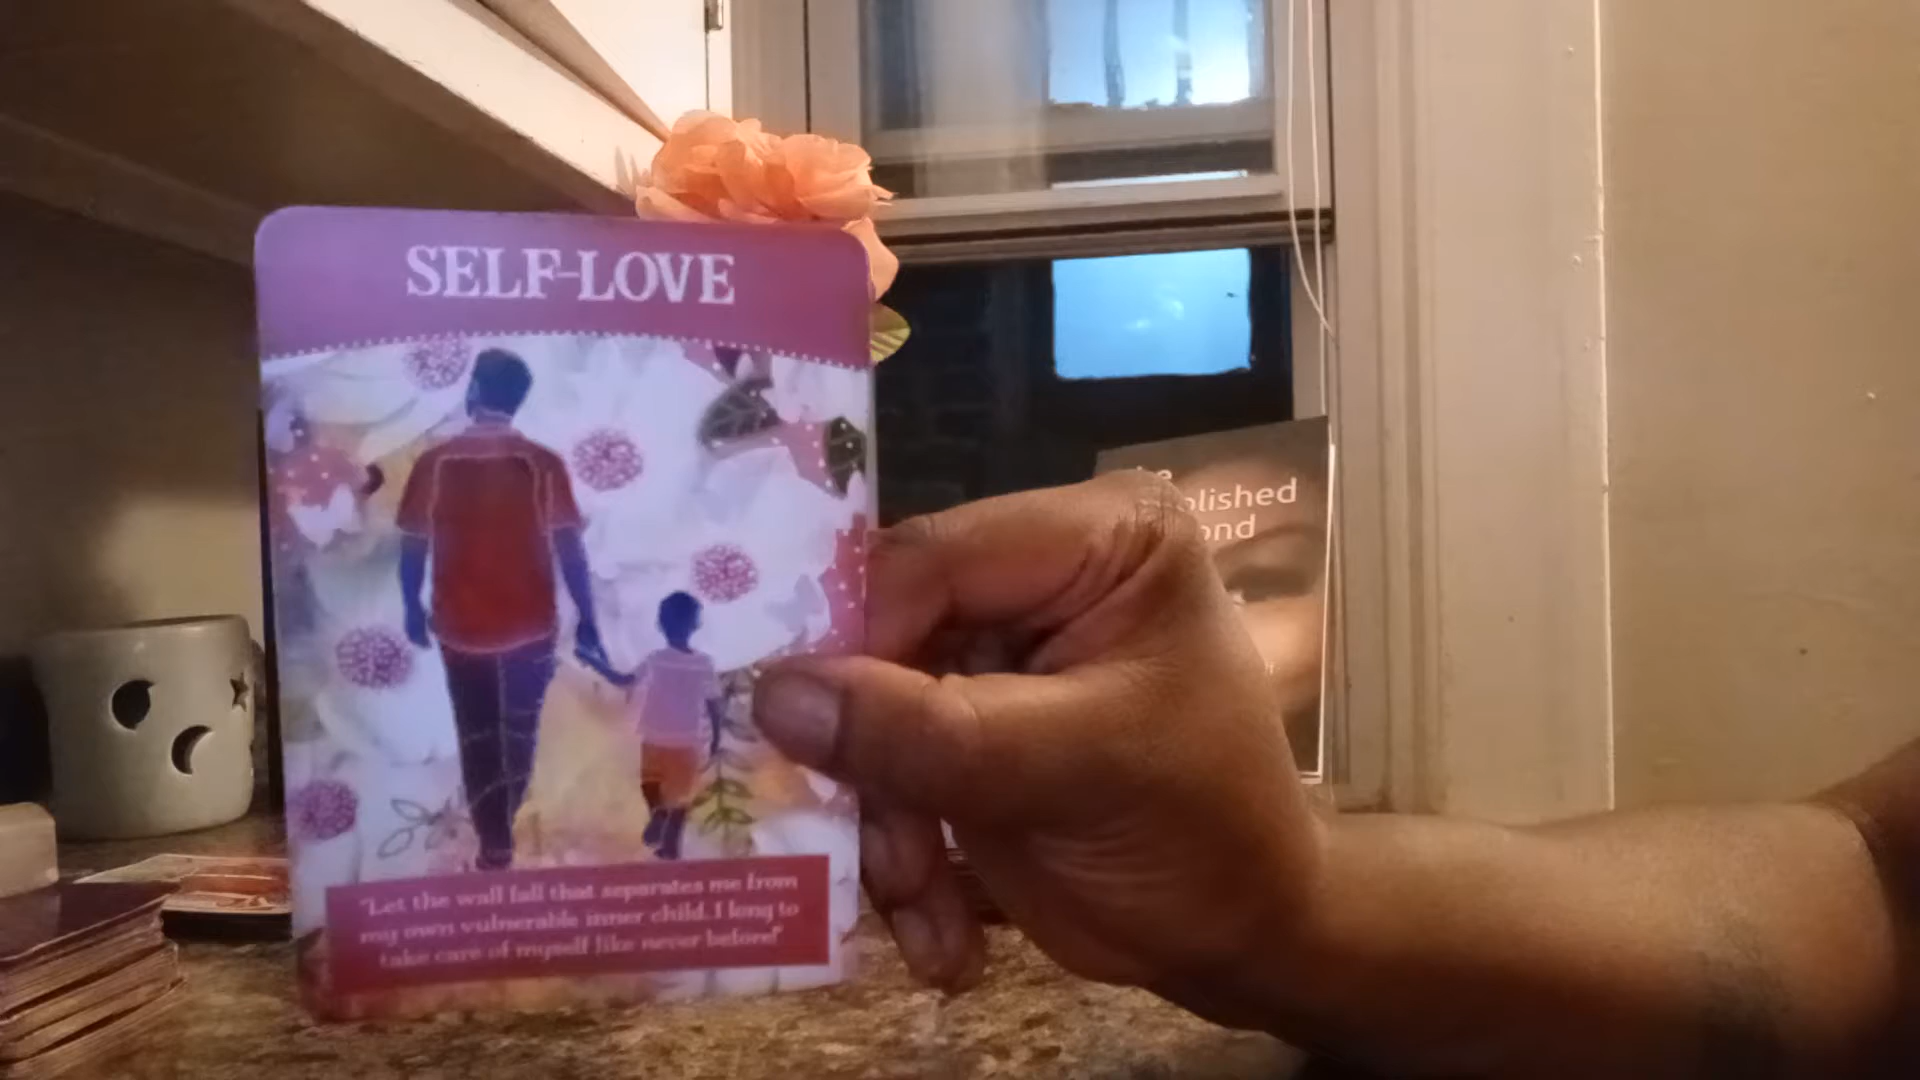 SELF-LOVE
"Let the wall fall that separates me from
my own vulnerable inner child. I long to
take care of myself like never before!"
olished
ond